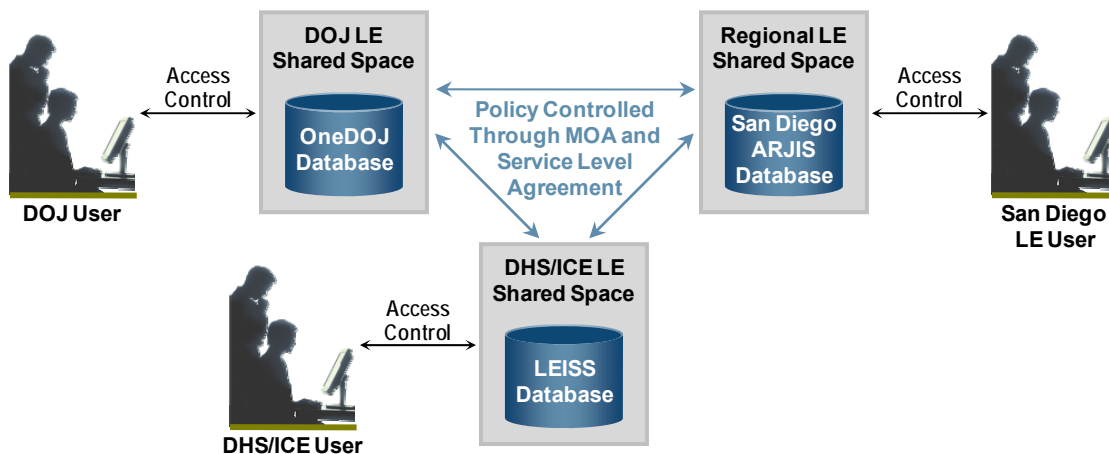 DOJ LE
Shared Space
OneDOJ
Database
Access
Control
DOJ User
Policy Controlled
Through MOA and
Service Level
Agreement
Regional LE
Shared Space
San Diego
ARJIS
Database
Access
Control
San Diego
LE User
DHS/ICE LE
Shared Space
LEISS
Database
Access
Control
DHS/ICE User